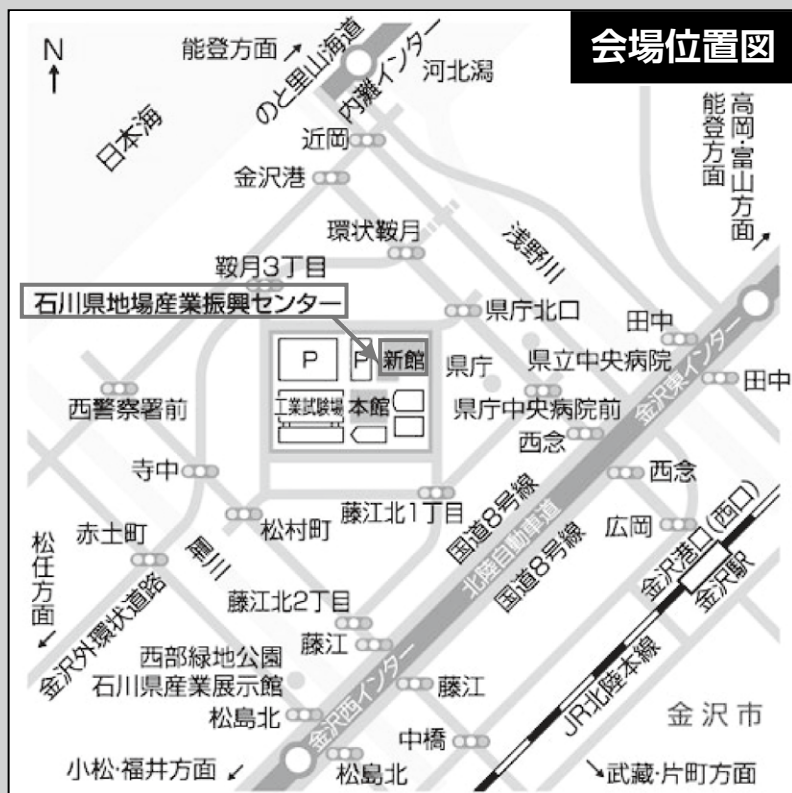 会場位置図
N
能登方面
のと里山海道
内灘インター
河北潟
日本海
近岡
金沢港
高岡・富山方面
能登方面
環状鞍月
浅野川
鞍月3丁目
石川県地場産業振興センター
県庁北口
田中
P
P
新館
県庁
県立中央病院
金沢東インター
田中
西警察署前
工業試験場
本館
県庁中央病院前
西念
寺中
西念
藤江北1丁目
国道8号線
北陸自動車道
国道8号線
広岡
金沢港口(西口)
金沢駅
松村町
赤土町
松任方面
犀川
金沢外環状道路
藤江北2丁目
藤江
西部緑地公園
石川県産業展示館
金沢西インター
藤江
JR北陸本線
松島北
金沢市
中橋
小松・福井方面
松島北
武蔵・片町方面